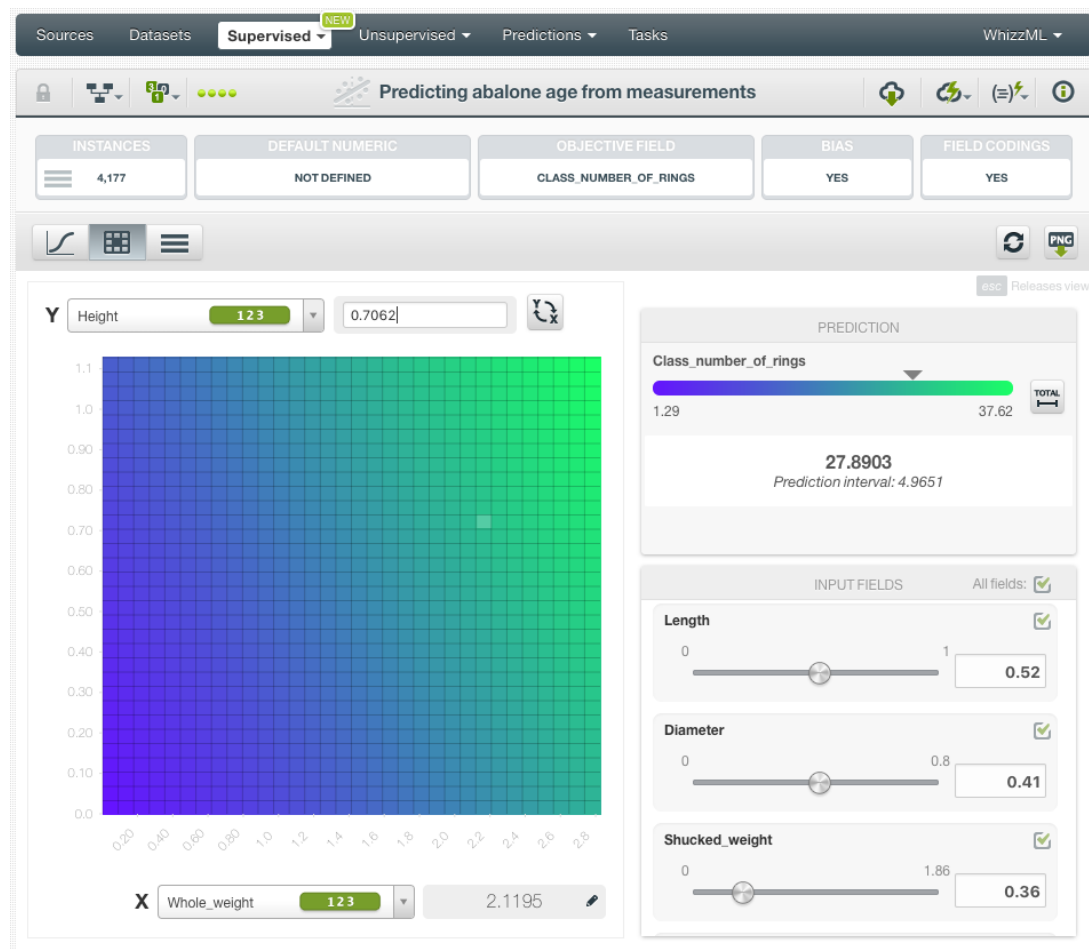 NEW
Sources Datasets Supervised Unsupervised Predictions Tasks WhizzML
Predicting abalone age from measurements
INSTANCES DEFAULT NUMERIC OBJECTIVE FIELD BIAS FIELD CODINGS
4,177 NOT DEFINED CLASS_NUMBER_OF_RINGS YES YES
PNG
esc Releases view
Y Height 123 0.7062 Y X
PREDICTION
Class_number_of_rings
1.29 37.62 TOTAL
27.8903
Prediction interval: 4.9651
INPUT FIELDS All fields:
Length
0 1 0.52
Diameter
0 0.8 0.41
Shucked_weight
0 1.86 0.36
1.1
1.0
0.90
0.80
0.70
0.60
0.50
0.40
0.30
0.20
0.10
0.0
0.20 0.40 0.60 0.80 1.0 1.2 1.4 1.6 1.8 2.0 2.2 2.4 2.6 2.8
X Whole_weight 123 2.1195